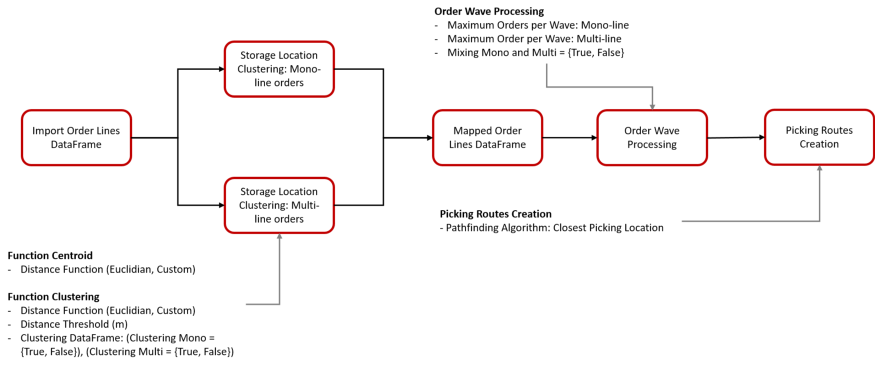 Order Wave Processing
- Maximum Orders per Wave: Mono-line
- Maximum Order per Wave: Multi-line
- Mixing Mono and Multi = {True, False}
Storage Location
Clustering: Mono-
line orders
Import Order Lines
DataFrame
Mapped Order
Lines DataFrame
Order Wave
Processing
Picking Routes
Creation
Storage Location
Clustering: Multi-
line orders
Picking Routes Creation
- Pathfinding Algorithm: Closest Picking Location
Function Centroid
- Distance Function (Euclidian, Custom)
Function Clustering
- Distance Function (Euclidian, Custom)
- Distance Threshold (m)
- Clustering DataFrame: (Clustering Mono =
{True, False}), (Clustering Multi = {True, False})